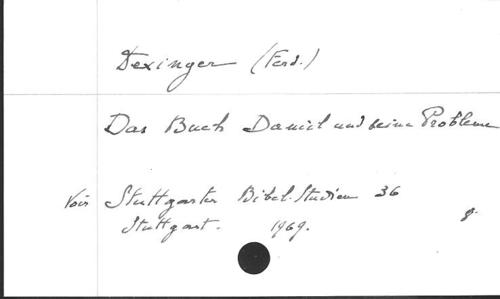 Dexinger (Ferd.)
Das Buch Daniel und seine Probleme
Voir Stuttgarter Bibel-Studien 36
Stuttgart. 1969.